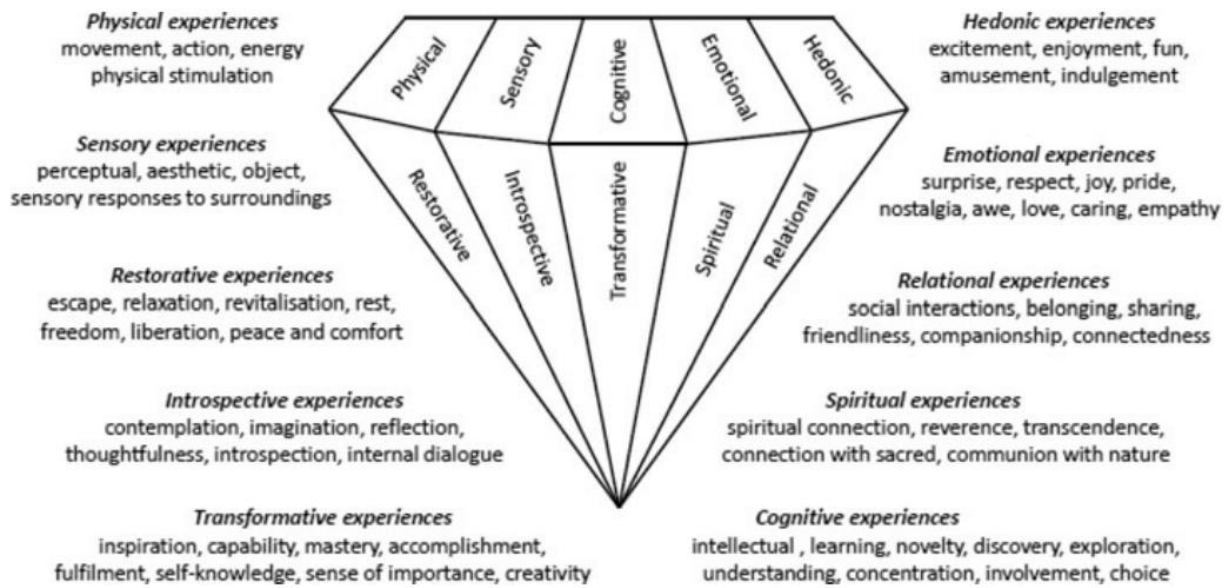 Physical experiences
movement, action, energy
physical stimulation
Sensory experiences
perceptual, aesthetic, object,
sensory responses to surroundings
Restorative experiences
escape, relaxation, revitalisation, rest,
freedom, liberation, peace and comfort
Introspective experiences
contemplation, imagination, reflection,
thoughtfulness, introspection, internal dialogue
Transformative experiences
inspiration, capability, mastery, accomplishment,
fulfilment, self-knowledge, sense of importance, creativity
Physical
Sensory
Cognitive
Emotional
Hedonic
Restorative
Introspective
Transformative
Spiritual
Relational
Hedonic experiences
excitement, enjoyment, fun,
amusement, indulgement
Emotional experiences
surprise, respect, joy, pride,
nostalgia, awe, love, caring, empathy
Relational experiences
social interactions, belonging, sharing,
friendliness, companionship, connectedness
Spiritual experiences
spiritual connection, reverence, transcendence,
connection with sacred, communion with nature
Cognitive experiences
intellectual , learning, novelty, discovery, exploration,
understanding, concentration, involvement, choice